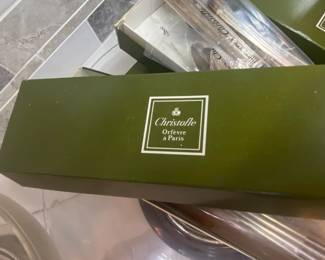 Christofle
Orfèvre
à Paris